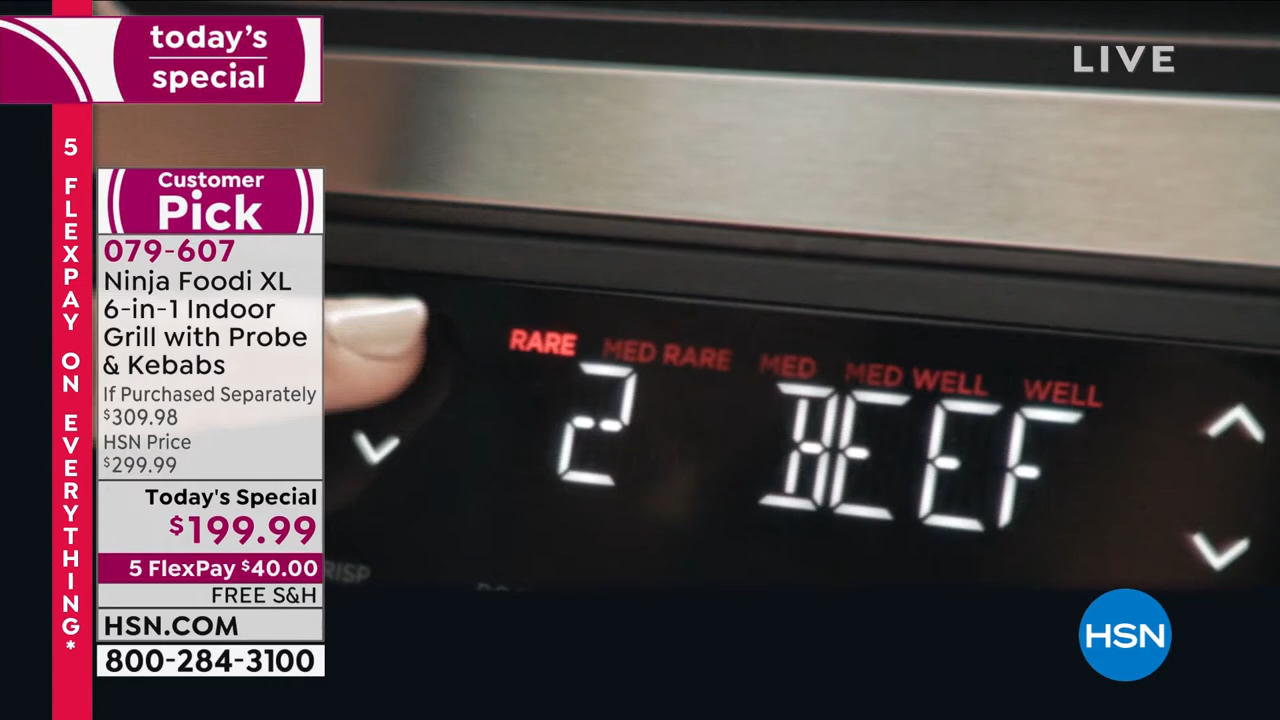 today's
special
LIVE
5 FLEXPAY ON EVERYTHING*
Customer
Pick
079-607
Ninja Foodi XL
6-in-1 Indoor
Grill with Probe
& Kebabs
If Purchased Separately
$309.98
HSN Price
$299.99
Today's Special
$199.99
5 FlexPay $40.00
FREE S&H
HSN.COM
800-284-3100
RARE MED RARE MED MED WELL WELL
2 BEEF
HSN